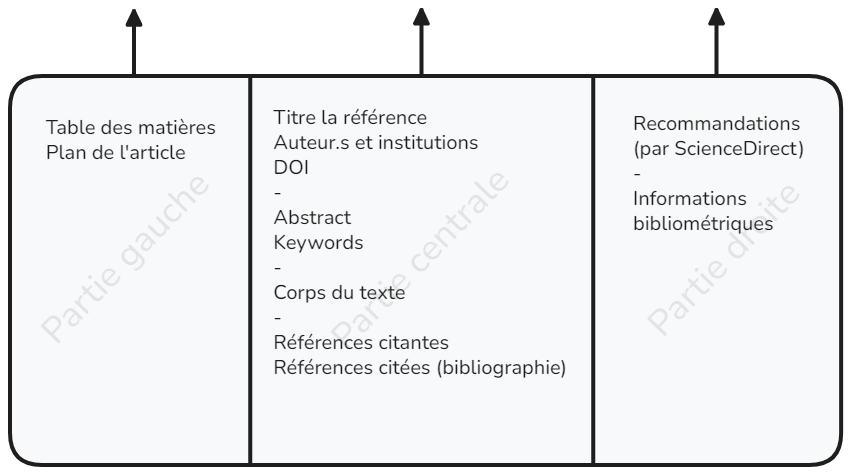 Table des matières
Plan de l'article
Partie gauche
Titre la référence
Auteur.s et institutions
DOI
-
Abstract
Keywords
-
Corps du texte
-
Références citantes
Références citées (bibliographie)
Partie centrale
Recommandations
(par ScienceDirect)
-
Informations
bibliométriques
Partie droite